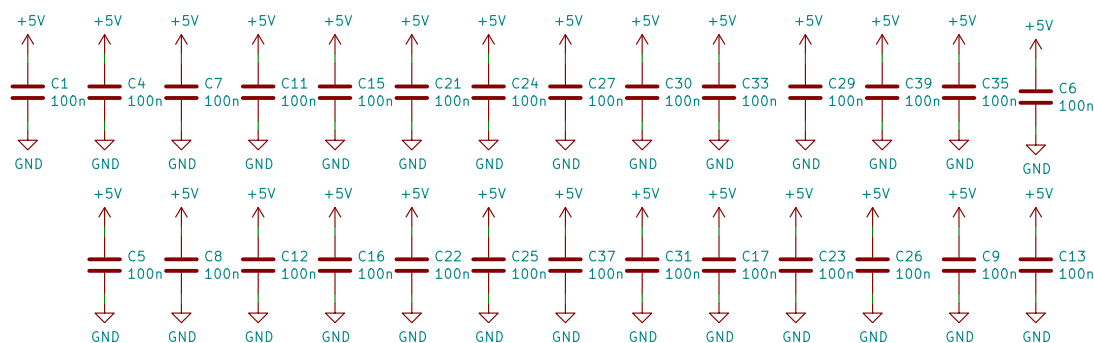 +5V +5V +5V +5V +5V +5V +5V +5V +5V +5V +5V +5V +5V +5V
C1 C4 C7 C11 C15 C21 C24 C27 C30 C33 C29 C39 C35 C6
100n 100n 100n 100n 100n 100n 100n 100n 100n 100n 100n 100n 100n 100n
GND GND GND GND GND GND GND GND GND GND GND GND GND GND
+5V +5V +5V +5V +5V +5V +5V +5V +5V +5V +5V +5V +5V
C5 C8 C12 C16 C22 C25 C37 C31 C17 C23 C26 C9 C13
100n 100n 100n 100n 100n 100n 100n 100n 100n 100n 100n 100n 100n
GND GND GND GND GND GND GND GND GND GND GND GND GND